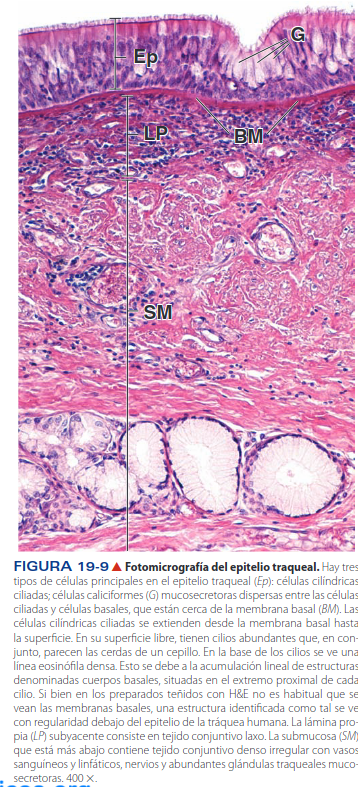 G
Ep
LP
BM
SM
FIGURA 19-9 ▲ Fotomicrografía del epitelio traqueal. Hay tres
tipos de células principales en el epitelio traqueal (Ep): células cilíndricas
ciliadas; células caliciformes (G) mucosecretoras dispersas entre las células
ciliadas y células basales, que están cerca de la membrana basal (BM). Las
células cilíndricas ciliadas se extienden desde la membrana basal hasta
la superficie. En su superficie libre, tienen cilios abundantes que, en con-
junto, parecen las cerdas de un cepillo. En la base de los cilios se ve una
línea eosinófila densa. Esto se debe a la acumulación lineal de estructuras
denominadas cuerpos basales, situadas en el extremo proximal de cada
cilio. Si bien en los preparados teñidos con H&E no es habitual que se
vean las membranas basales, una estructura identificada como tal se ve
con regularidad debajo del epitelio de la tráquea humana. La lámina pro-
pia (LP) subyacente consiste en tejido conjuntivo laxo. La submucosa (SM)
que está más abajo contiene tejido conjuntivo denso irregular con vasos
sanguíneos y linfáticos, nervios y abundantes glándulas traqueales muco-
secretoras. 400 ×.